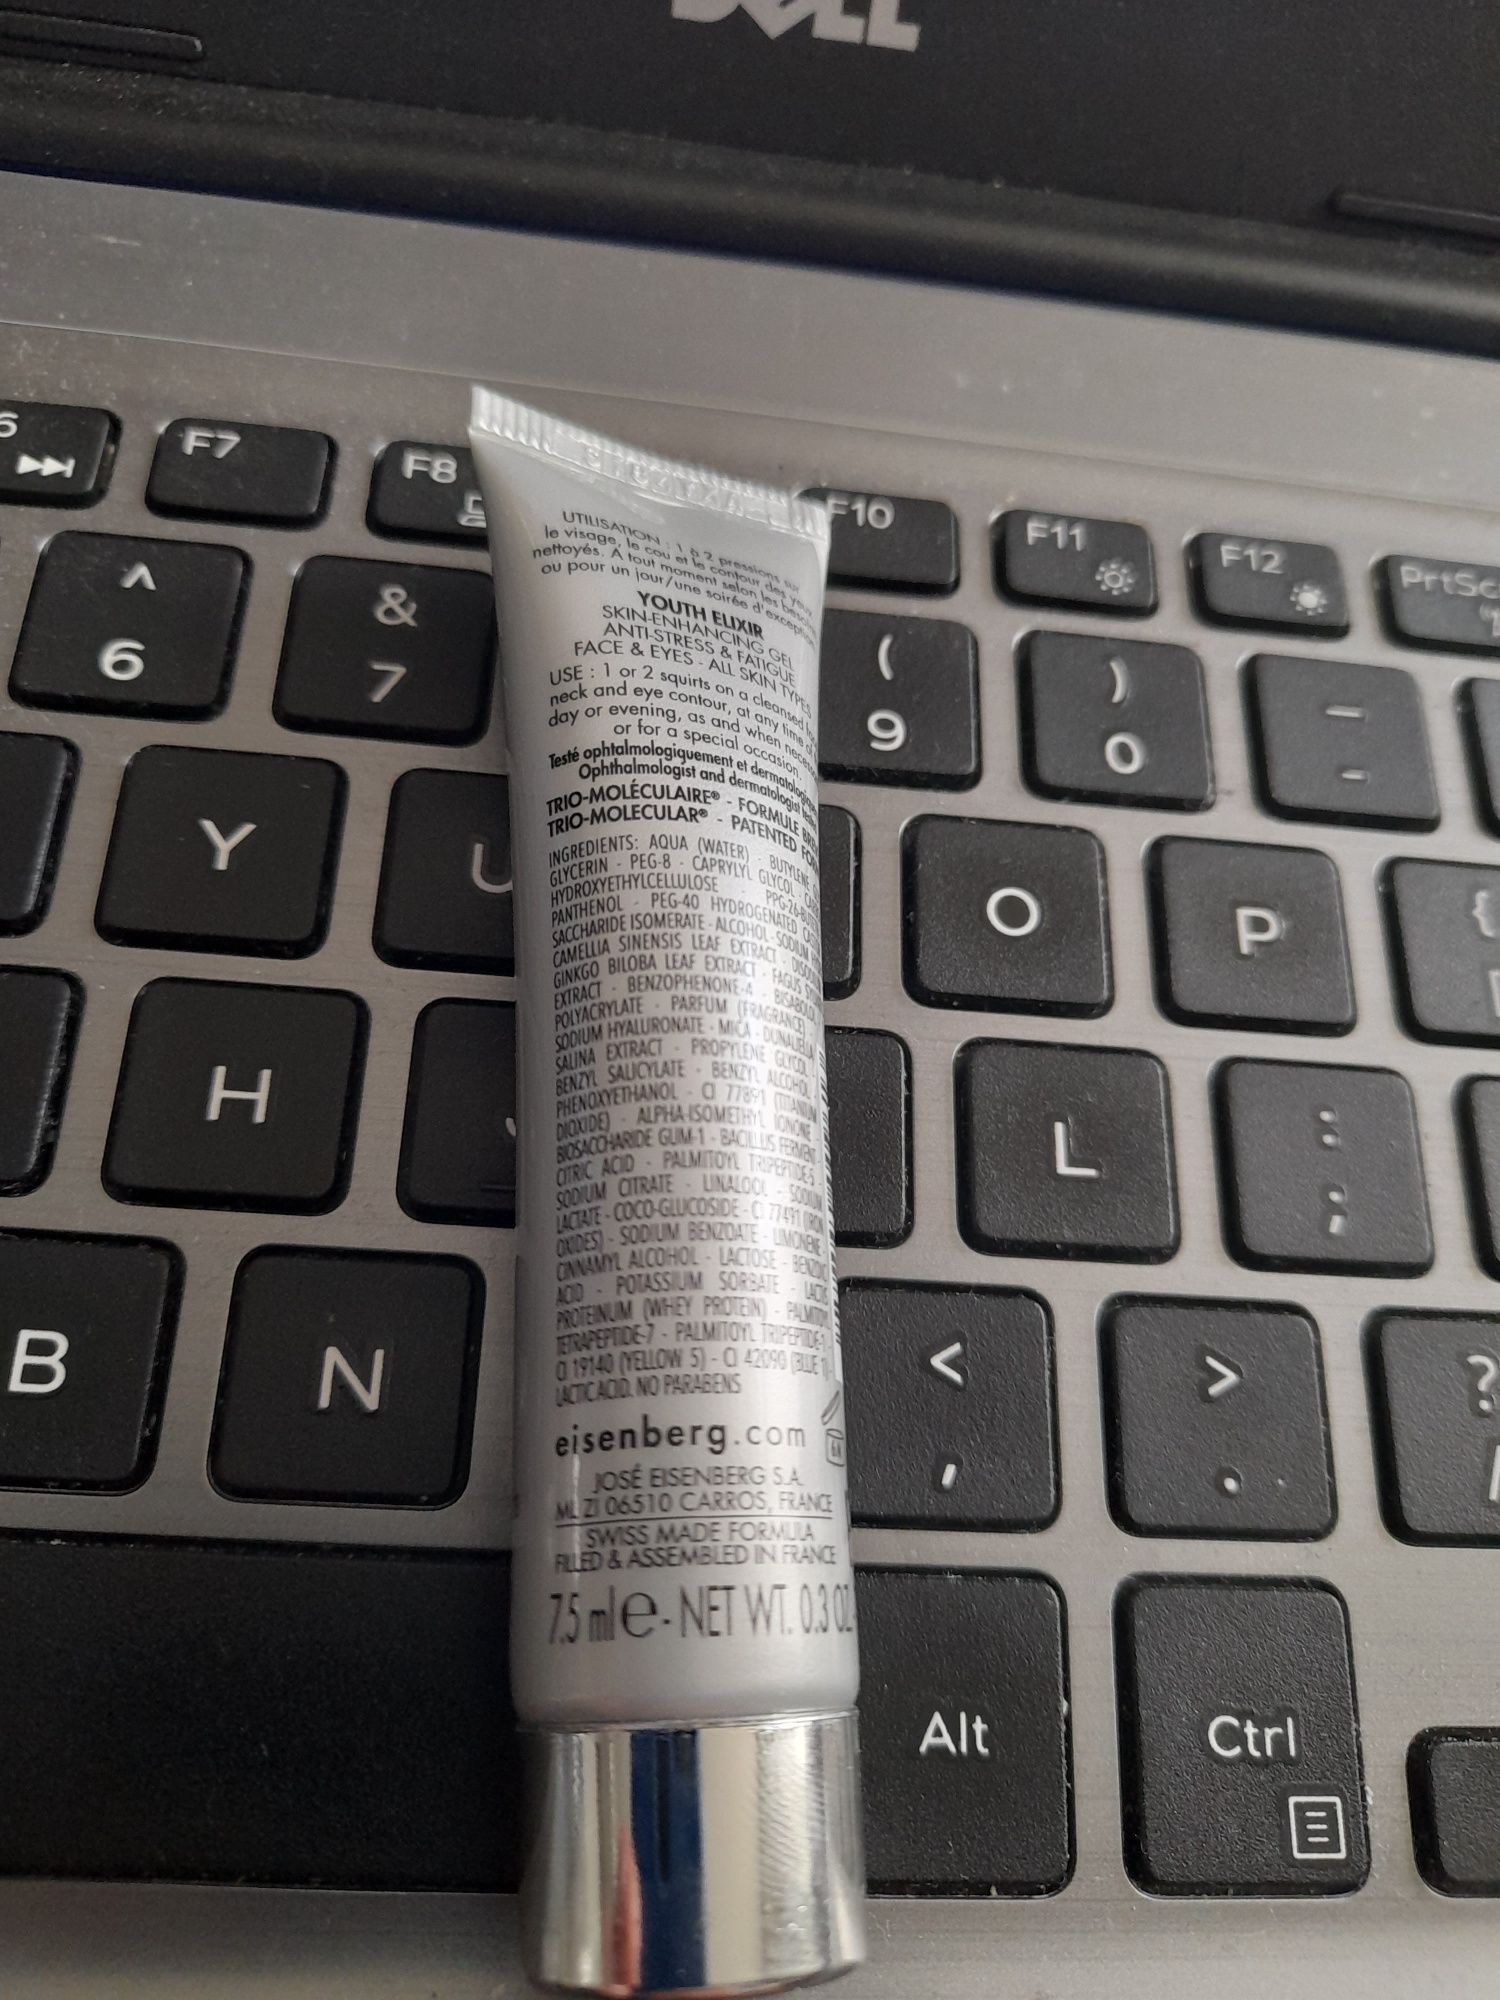 DELL
6
F7
F8
F10
F11
F12
PrtSc
^
6
&
7
(
9
)
0
Y
U
O
P
{
H
L
:
;
B
N
<
,
>
.
?
Alt
Ctrl
UTILISATION : 1 à 2 pressions sur
le visage, le cou et le contour des yeux
nettoyés. A tout moment selon les besoins
ou pour un jour/une soirée d'exception
YOUTH ELIXIR
SKIN-ENHANCING GEL
ANTI-STRESS & FATIGUE
FACE & EYES - ALL SKIN TYPES
USE : 1 or 2 squirts on a cleansed
neck and eye contour, at any time of
day or evening, as and when
or for a special occasion.
Testé ophtalmologiquement et
Ophthalmologist and dermatologist tested
TRIO-MOLÉCULAIRE® - FORMULE
TRIO-MOLECULAR® - PATENTED
INGREDIENTS: AQUA (WATER) - BUTYLENE
GLYCERIN - PEG-8 - CAPRYLYL GLYCOL -
HYDROXYETHYLCELLULOSE -
PANTHENOL - PEG-40 HYDROGENATED
SACCHARIDE ISOMERATE - ALCOHOL - SODIUM
CAMELLIA SINENSIS LEAF EXTRACT -
GINKGO BILOBA LEAF EXTRACT - FAGUS
EXTRACT - BENZOPHENONE-4 - BISABOLOL
POLYACRYLATE - PARFUM (FRAGRANCE) -
SODIUM HYALURONATE - MICA - DUNALIELLA
SALINA EXTRACT - PROPYLENE GLYCOL -
BENZYL SALICYLATE - BENZYL ALCOHOL -
PHENOXYETHANOL - CI 77891 (TITANIUM
DIOXIDE) - ALPHA-ISOMETHYL IONONE -
BIOSACCHARIDE GUM-1 - BACILLUS FERMENT -
CITRIC ACID - PALMITOYL TRIPEPTIDE-5 -
SODIUM CITRATE - LINALOOL - SODIUM
LACTATE - COCO-GLUCOSIDE - CI 77491 (IRON
OXIDES) - SODIUM BENZOATE - LIMONENE -
CINNAMYL ALCOHOL - LACTOSE - BENZOIC
ACID - POTASSIUM SORBATE - LACTIS
PROTEINUM (WHEY PROTEIN) - PALMITOYL
TETRAPEPTIDE-7 - PALMITOYL TRIPEPTIDE-1 -
CI 19140 (YELLOW 5) - CI 42090 (BLUE 1) -
LACTIC ACID. NO PARABENS
eisenberg.com
6M
JOSÉ EISENBERG S.A.
ML ZI 06510 CARROS, FRANCE
SWISS MADE FORMULA
FILLED & ASSEMBLED IN FRANCE
7.5 ml e - NET WT. 0.3 OZ